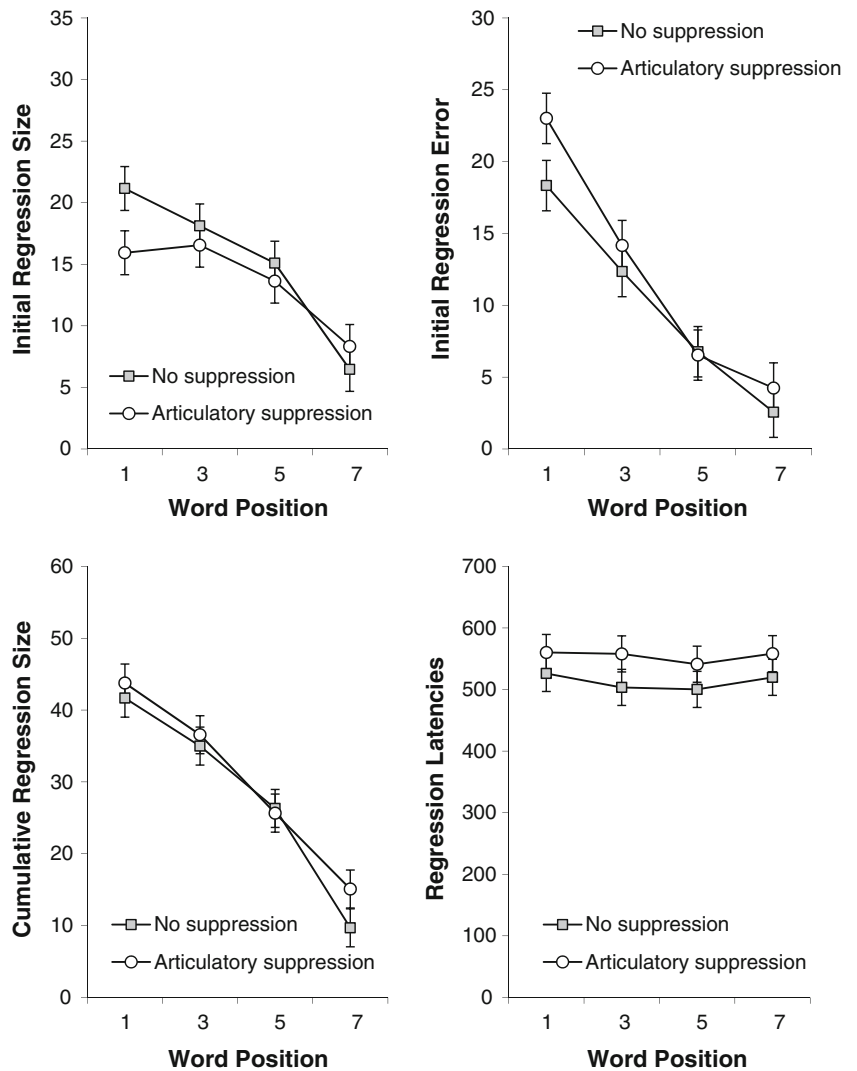 Initial Regression Size
35
30
25
20
15
10
5
0
No suppression
Articulatory suppression
1 3 5 7
Word Position
Initial Regression Error
30
25
20
15
10
5
0
No suppression
Articulatory suppression
1 3 5 7
Word Position
Cumulative Regression Size
60
50
40
30
20
10
0
No suppression
Articulatory suppression
1 3 5 7
Word Position
Regression Latencies
700
600
500
400
300
200
100
0
No suppression
Articulatory suppression
1 3 5 7
Word Position